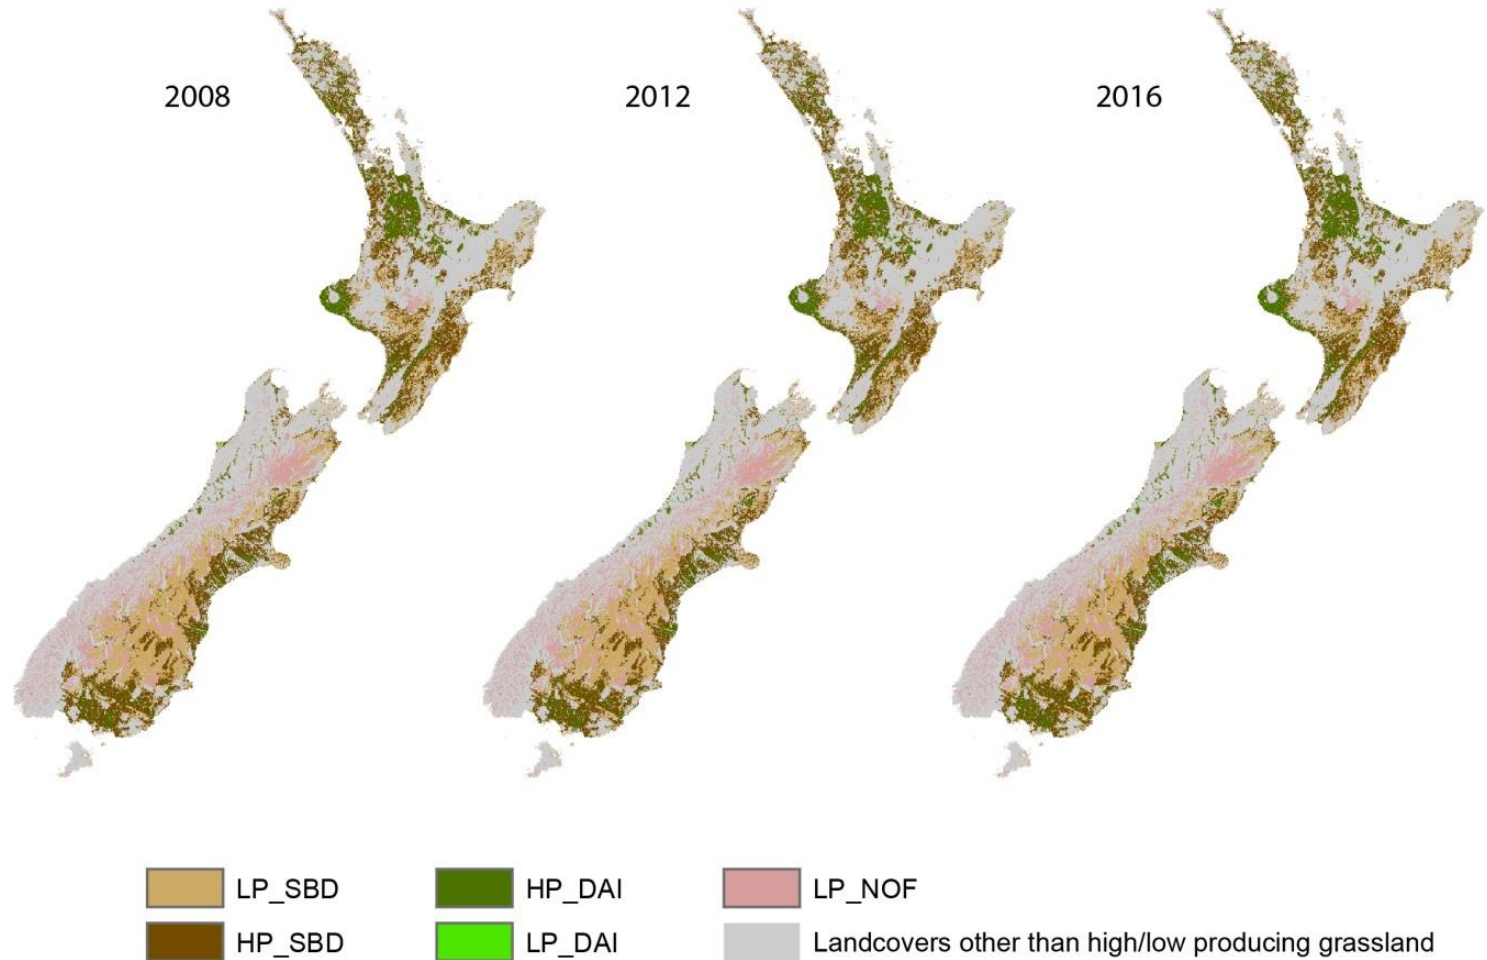 2008
2012
2016
LP_SBD
HP_DAI
LP_NOF
HP_SBD
LP_DAI
Landcovers other than high/low producing grassland